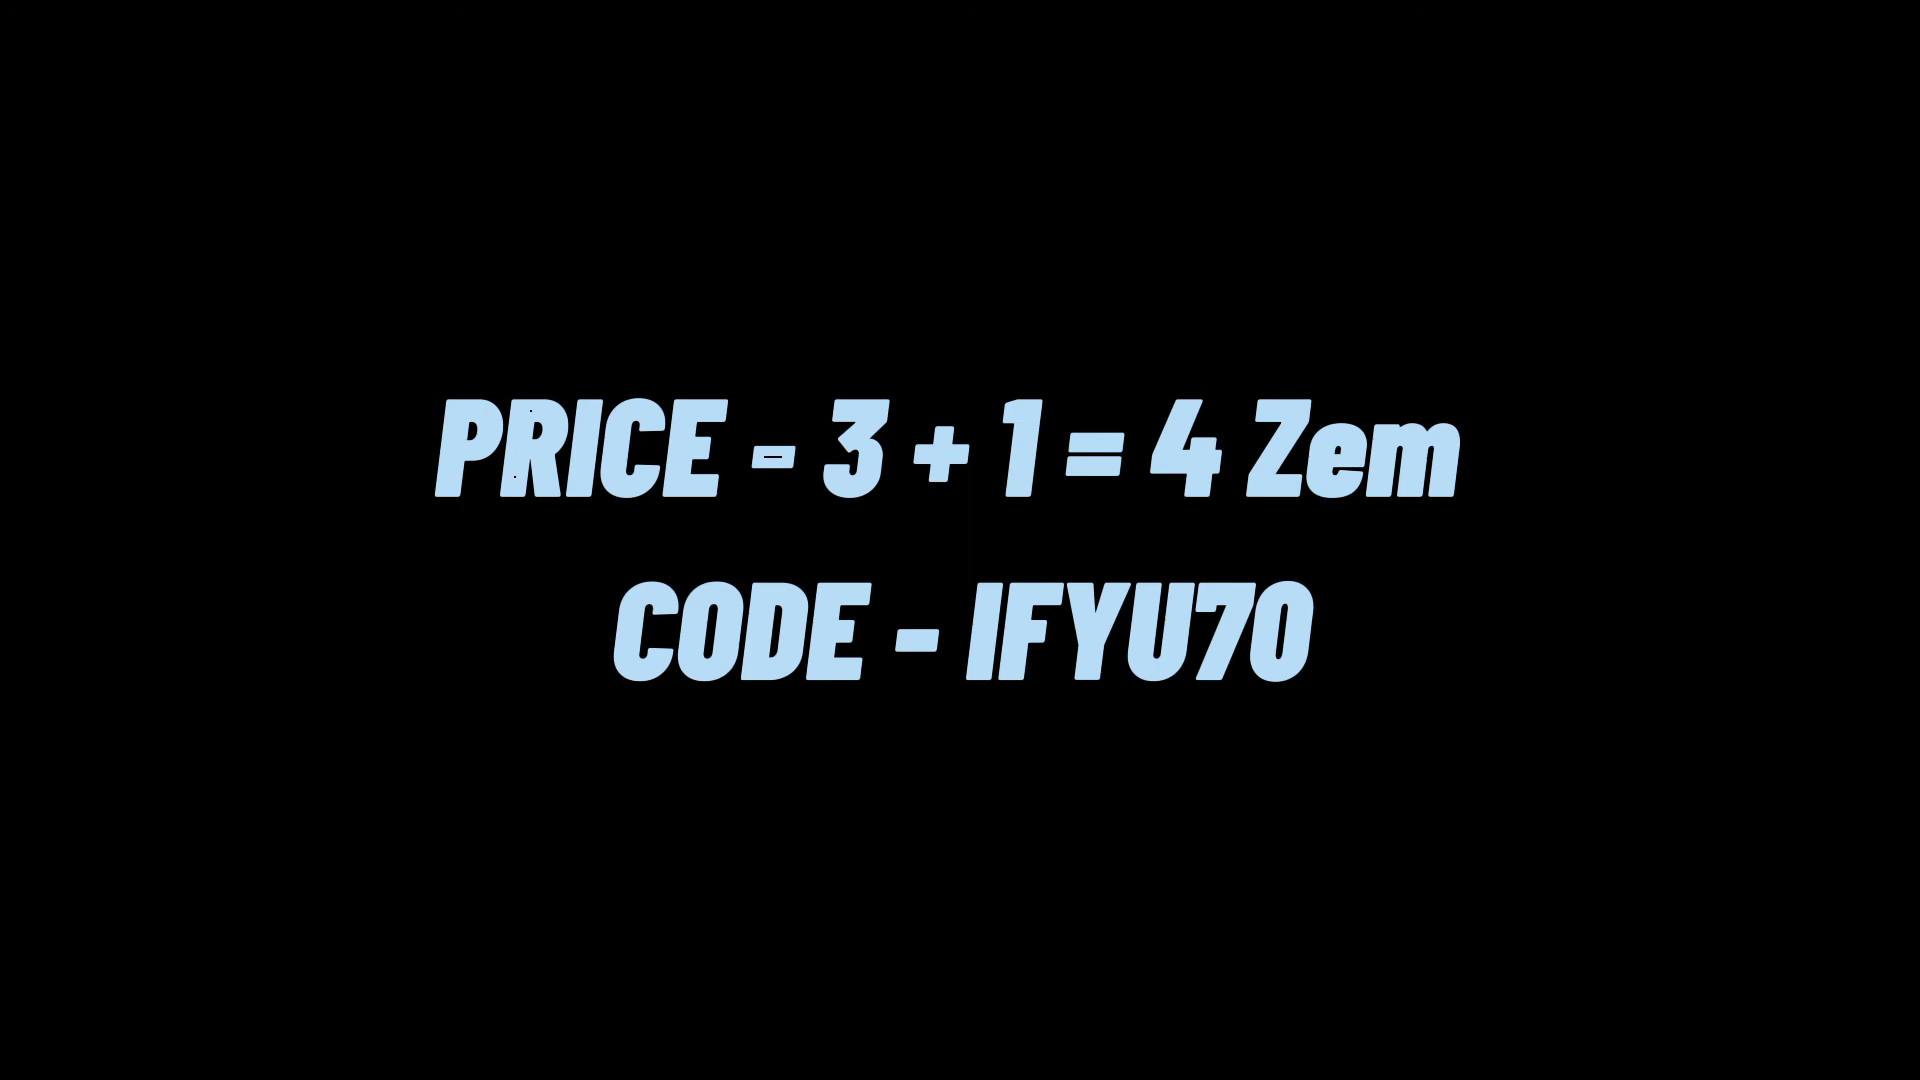 PRICE - 3 + 1 = 4 Zem
CODE - IFYU70